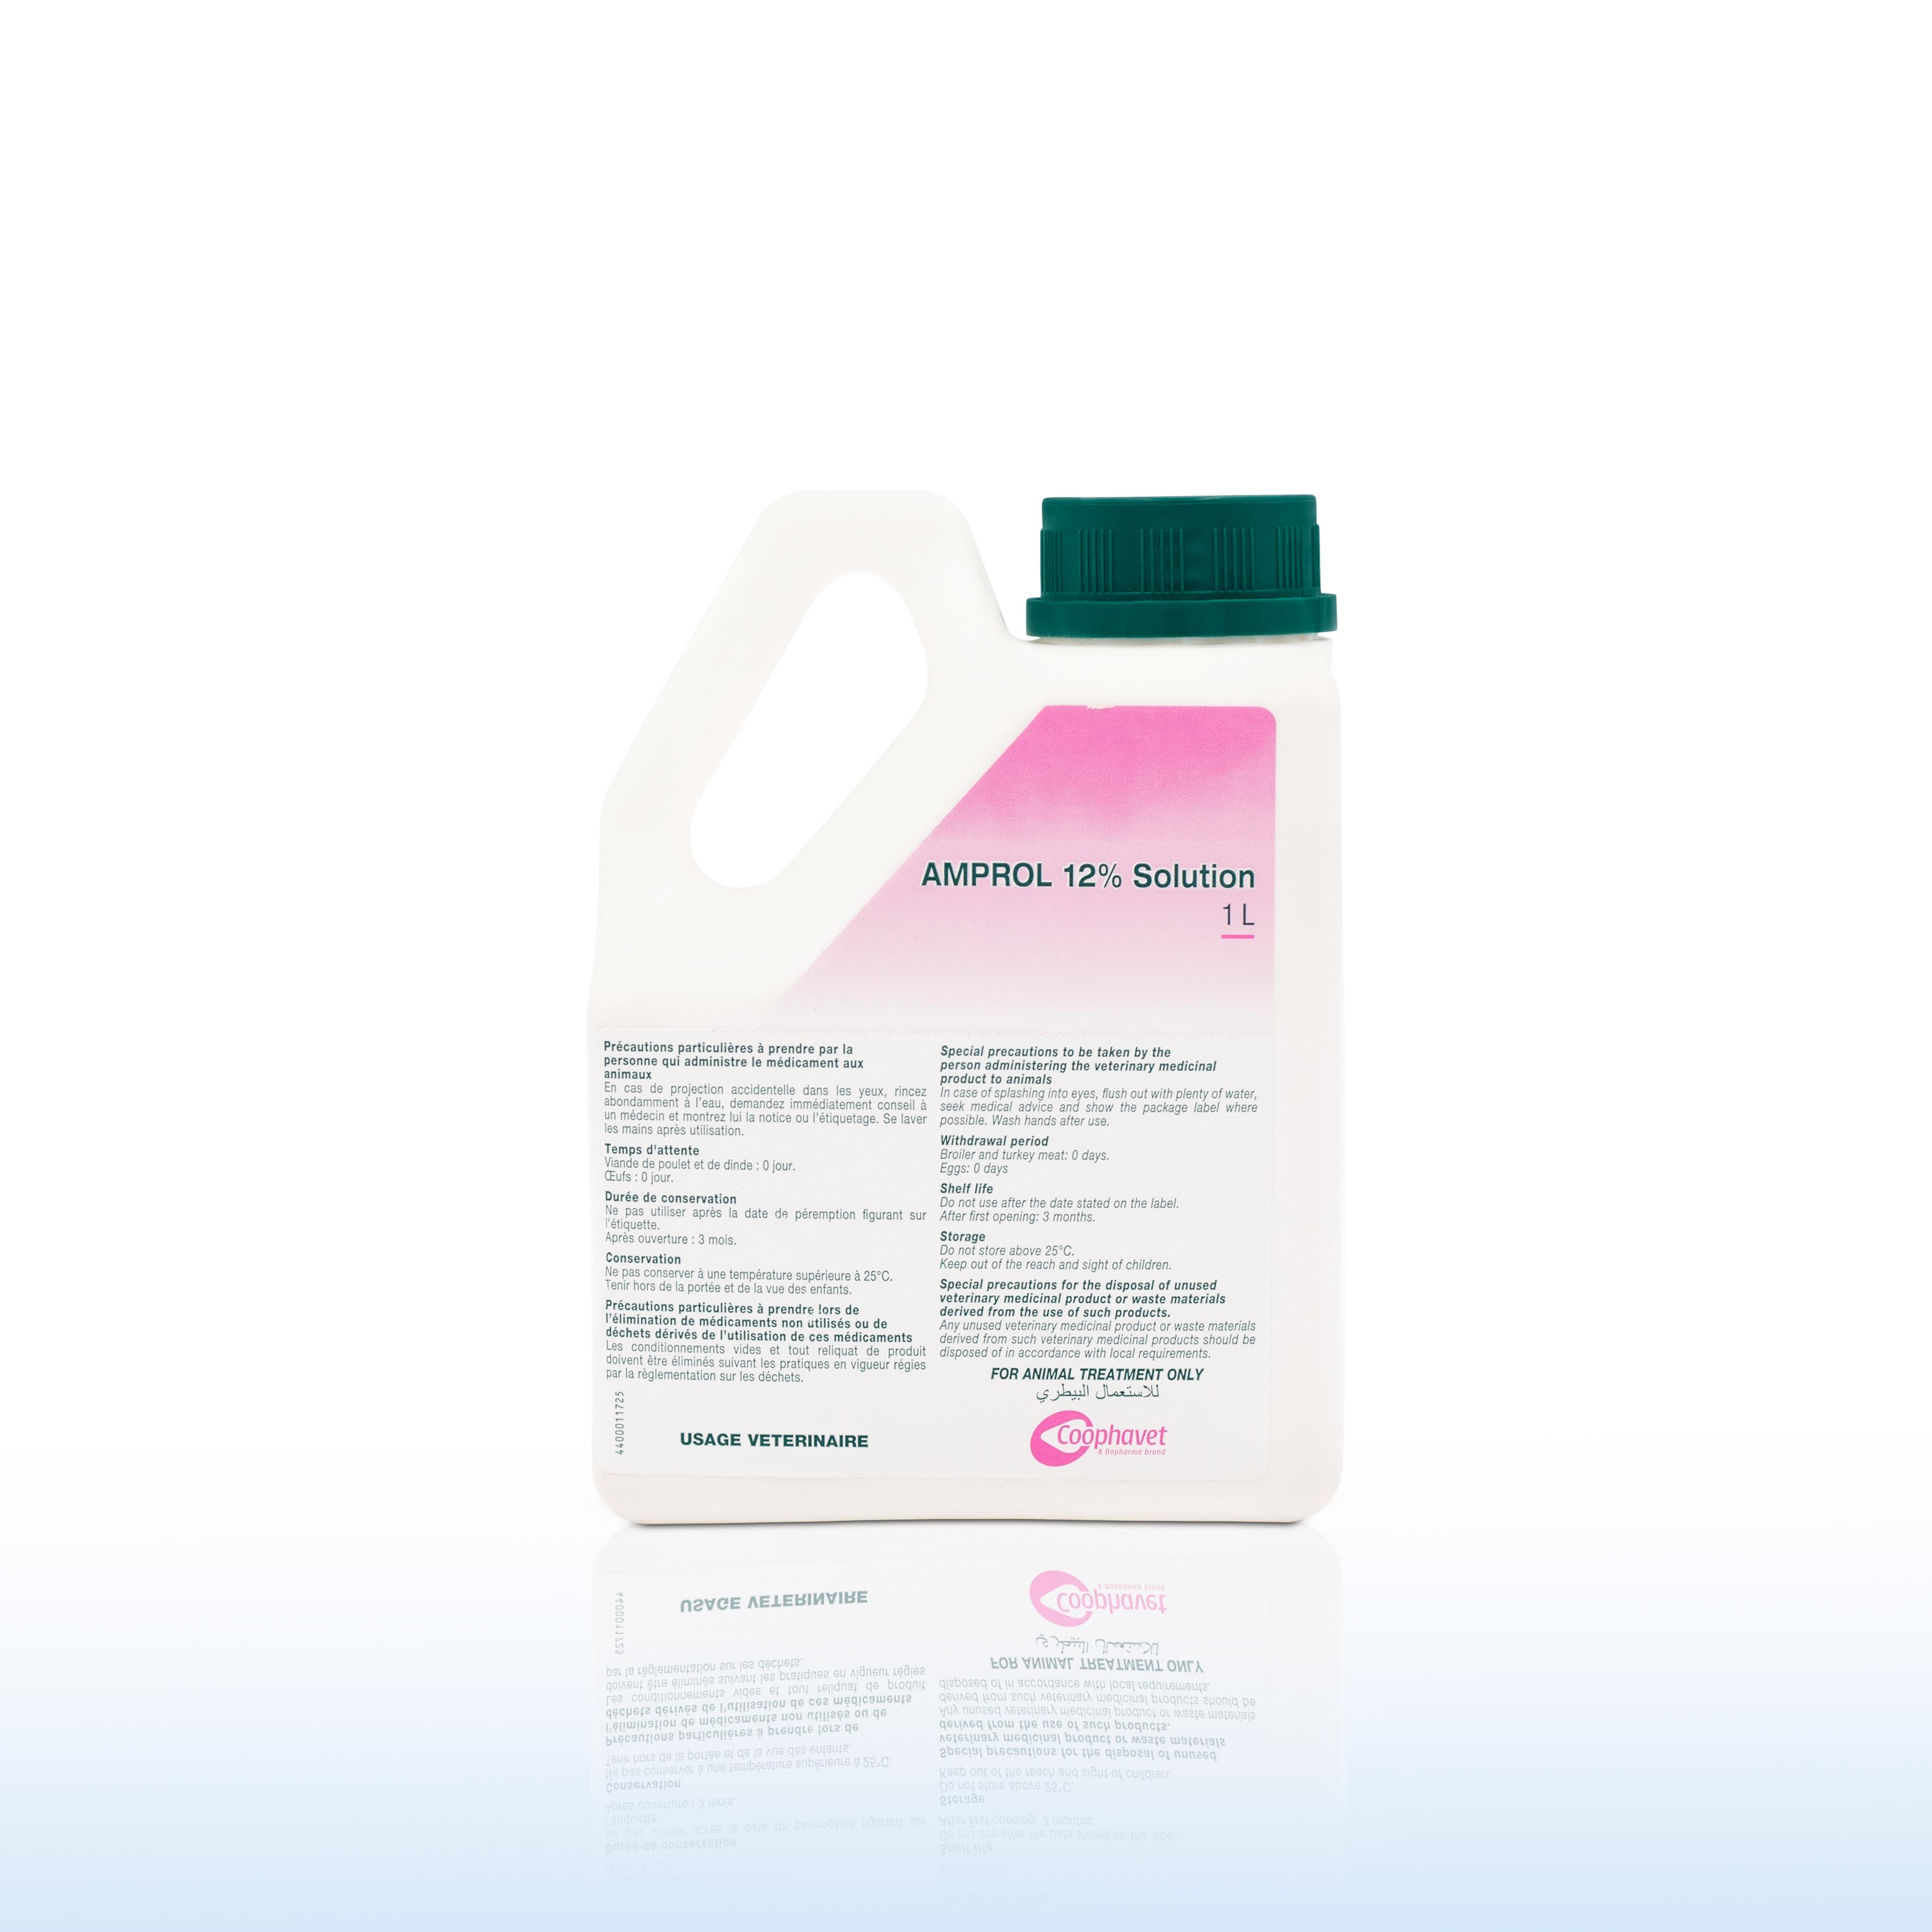 AMPROL 12% Solution
1 L
Précautions particulières à prendre par la
personne qui administre le médicament aux
animaux
En cas de projection accidentelle dans les yeux, rincez
abondamment à l'eau, demandez immédiatement conseil à
un médecin et montrez lui la notice ou l'étiquetage. Se laver
les mains après utilisation.
Temps d'attente
Viande de poulet et de dinde : 0 jour.
Œufs : 0 jour.
Durée de conservation
Ne pas utiliser après la date de péremption figurant sur
l'étiquette.
Après ouverture : 3 mois.
Conservation
Ne pas conserver à une température supérieure à 25°C.
Tenir hors de la portée et de la vue des enfants.
Précautions particulières à prendre lors de
l'élimination de médicaments non utilisés ou de
déchets dérivés de l'utilisation de ces médicaments
Les conditionnements vides et tout reliquat de produit
doivent être éliminés suivant les pratiques en vigueur régies
par la règlementation sur les déchets.
4400011725
USAGE VETERINAIRE
Special precautions to be taken by the
person administering the veterinary medicinal
product to animals
In case of splashing into eyes, flush out with plenty of water,
seek medical advice and show the package label where
possible. Wash hands after use.
Withdrawal period
Broiler and turkey meat: 0 days.
Eggs: 0 days
Shelf life
Do not use after the date stated on the label.
After first opening: 3 months.
Storage
Do not store above 25°C.
Keep out of the reach and sight of children.
Special precautions for the disposal of unused
veterinary medicinal product or waste materials
derived from the use of such products.
Any unused veterinary medicinal product or waste materials
derived from such veterinary medicinal products should be
disposed of in accordance with local requirements.
FOR ANIMAL TREATMENT ONLY
للاستعمال البيطري
Coophavet
A Dopharma brand